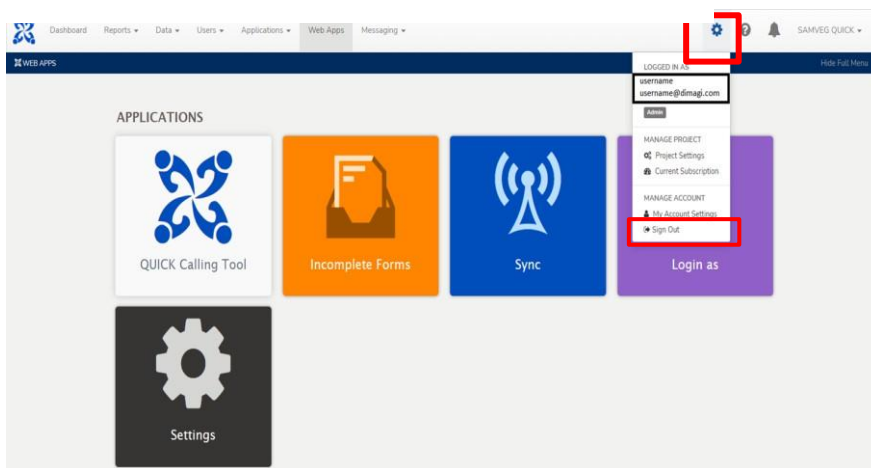 Dashboard Reports Data Users Applications Web Apps Messaging SAMVEG QUICK
WEB APPS Hide Full Menu
LOGGED IN AS
username
username@dimagi.com
Admin
MANAGE PROJECT
Project Settings
Current Subscription
MANAGE ACCOUNT
My Account Settings
Sign Out
APPLICATIONS
QUICK Calling Tool
Incomplete Forms
Sync
Login as
Settings